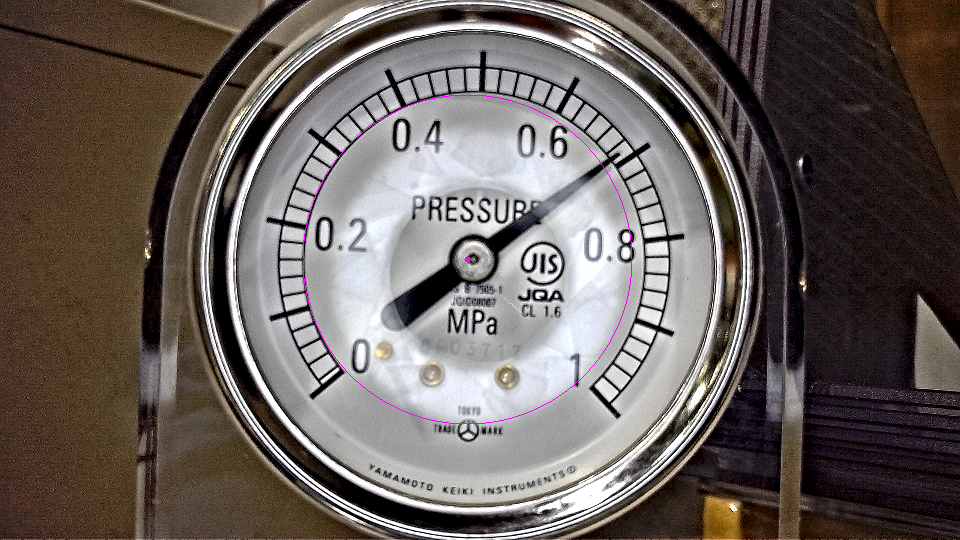 0.4 0.6
PRESSURE
0.2 0.8
JIS
JQA
CL 1.6
MPa
0 1
TOKYO
TRADE MARK
YAMAMOTO KEIKI INSTRUMENTS